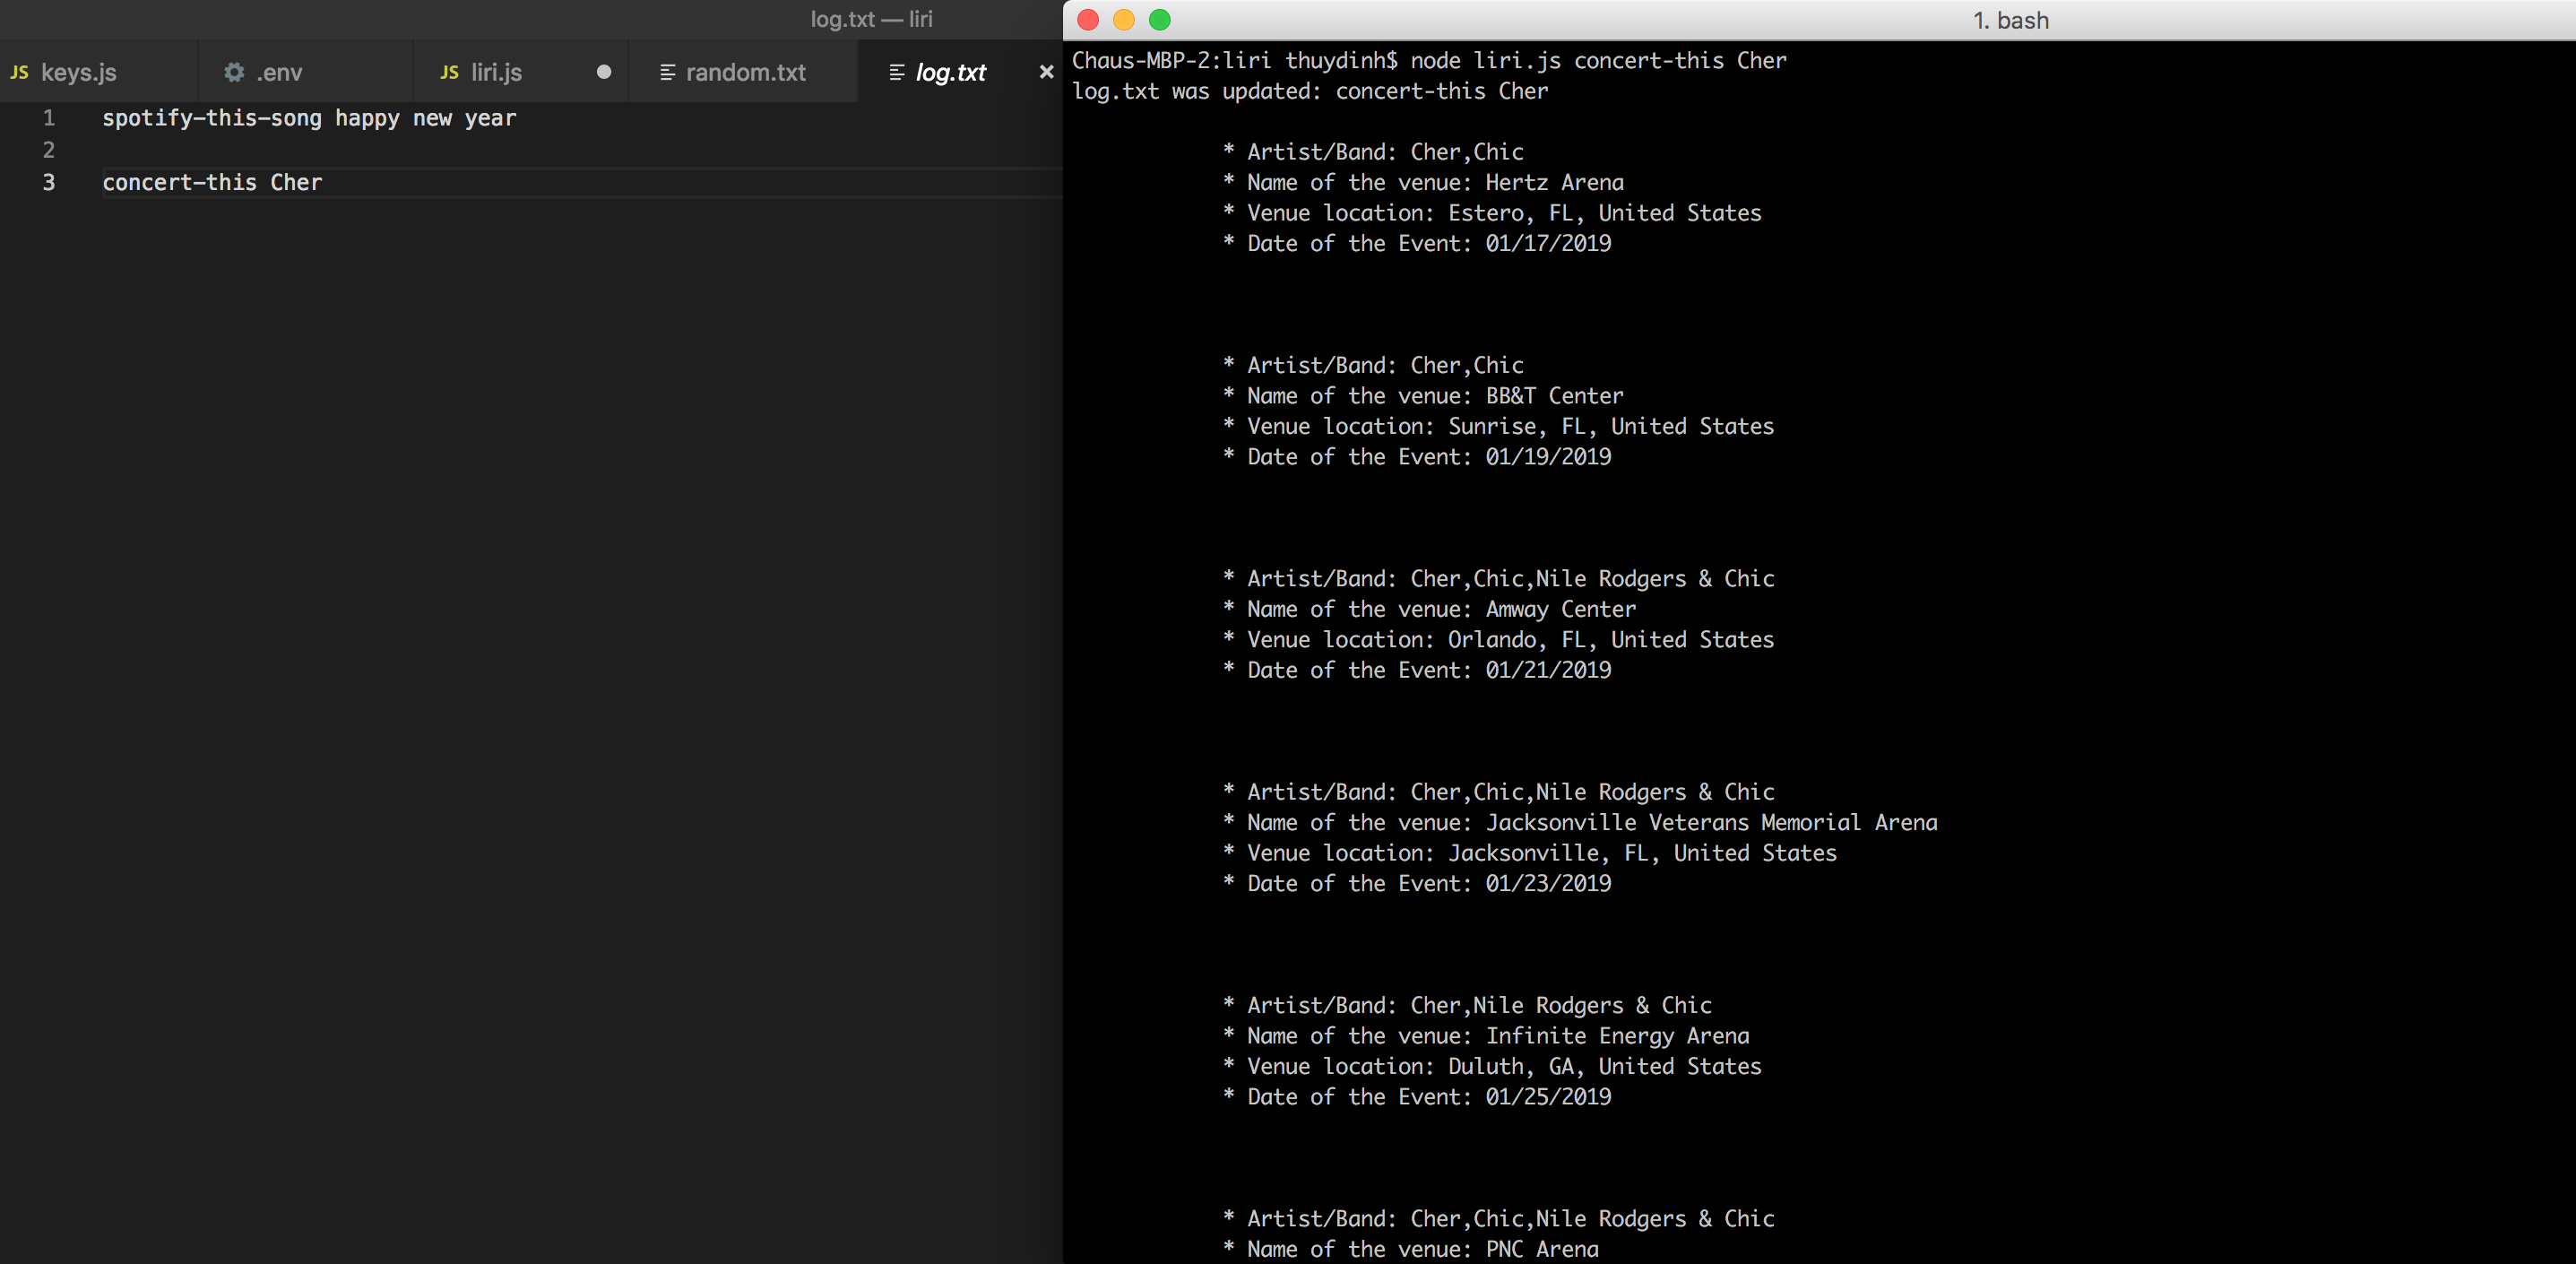 log.txt — liri
JS keys.js
.env
JS liri.js
random.txt
log.txt
1 spotify-this-song happy new year
2
3 concert-this Cher
1. bash
Chaus-MBP-2:liri thuydinh$ node liri.js concert-this Cher
log.txt was updated: concert-this Cher
* Artist/Band: Cher,Chic
* Name of the venue: Hertz Arena
* Venue location: Estero, FL, United States
* Date of the Event: 01/17/2019
* Artist/Band: Cher,Chic
* Name of the venue: BB&T Center
* Venue location: Sunrise, FL, United States
* Date of the Event: 01/19/2019
* Artist/Band: Cher,Chic,Nile Rodgers & Chic
* Name of the venue: Amway Center
* Venue location: Orlando, FL, United States
* Date of the Event: 01/21/2019
* Artist/Band: Cher,Chic,Nile Rodgers & Chic
* Name of the venue: Jacksonville Veterans Memorial Arena
* Venue location: Jacksonville, FL, United States
* Date of the Event: 01/23/2019
* Artist/Band: Cher,Nile Rodgers & Chic
* Name of the venue: Infinite Energy Arena
* Venue location: Duluth, GA, United States
* Date of the Event: 01/25/2019
* Artist/Band: Cher,Chic,Nile Rodgers & Chic
* Name of the venue: PNC Arena